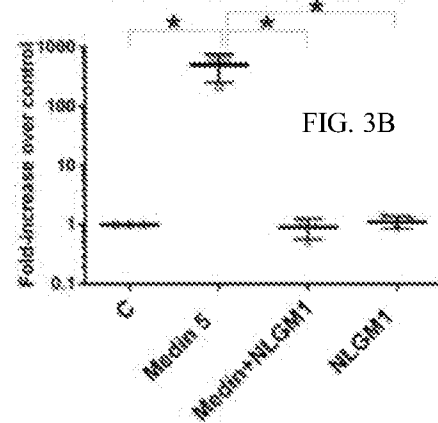 * * *
Fold-increase over control
1000
100
10
1
0.1
FIG. 3B
C
Medin 5
Medin+NLGM1
NLGM1